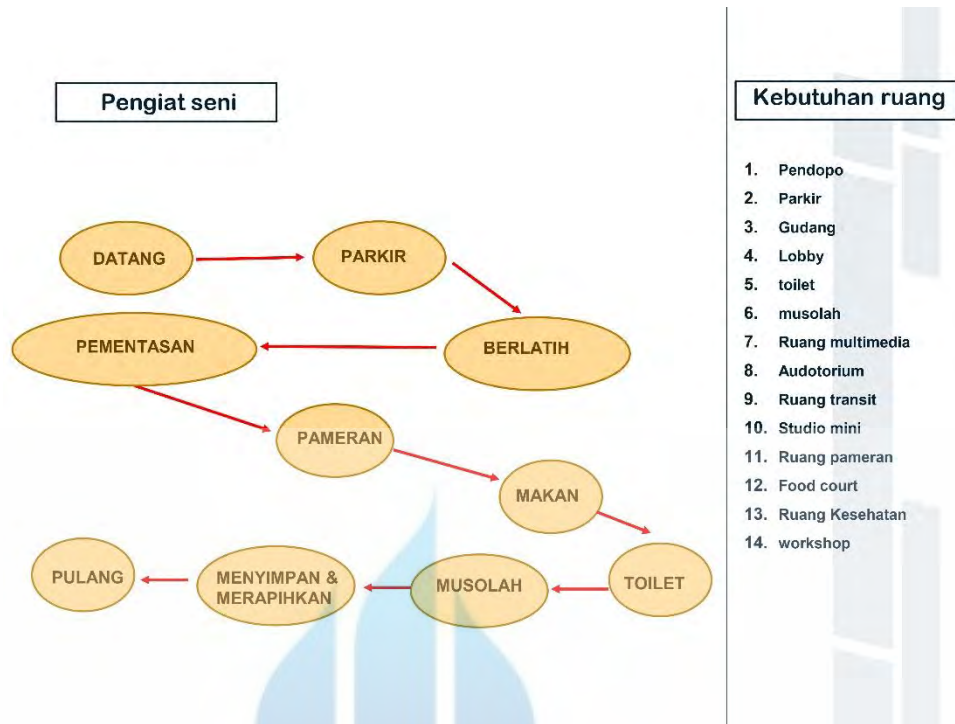 Pengiat seni
Kebutuhan ruang
DATANG
PARKIR
BERLATIH
PEMENTASAN
PAMERAN
MAKAN
TOILET
MUSOLAH
MENYIMPAN &
MERAPIHKAN
PULANG
1. Pendopo
2. Parkir
3. Gudang
4. Lobby
5. toilet
6. musolah
7. Ruang multimedia
8. Audotorium
9. Ruang transit
10. Studio mini
11. Ruang pameran
12. Food court
13. Ruang Kesehatan
14. workshop